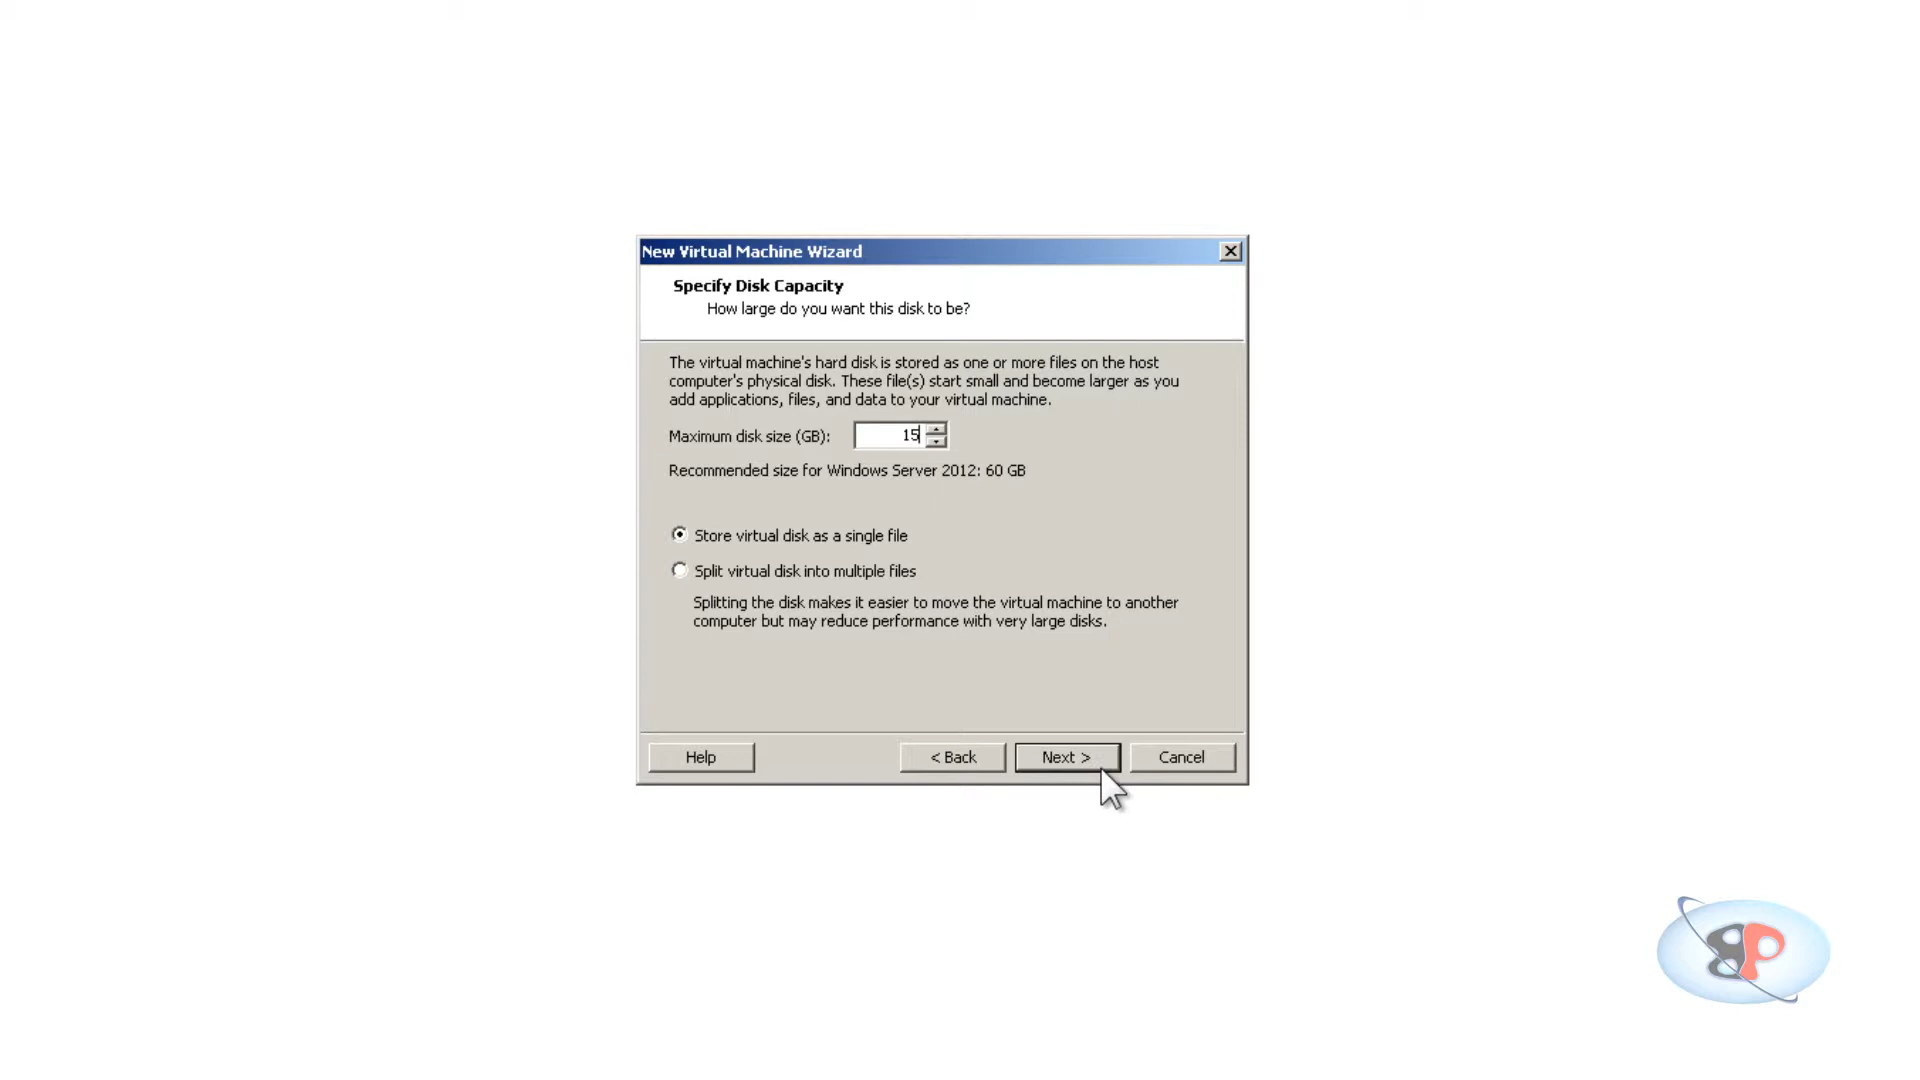 New Virtual Machine Wizard
Specify Disk Capacity
How large do you want this disk to be?
The virtual machine's hard disk is stored as one or more files on the host
computer's physical disk. These file(s) start small and become larger as you
add applications, files, and data to your virtual machine.
Maximum disk size (GB): 15
Recommended size for Windows Server 2012: 60 GB
Store virtual disk as a single file
Split virtual disk into multiple files
Splitting the disk makes it easier to move the virtual machine to another
computer but may reduce performance with very large disks.
Help < Back Next > Cancel
BP